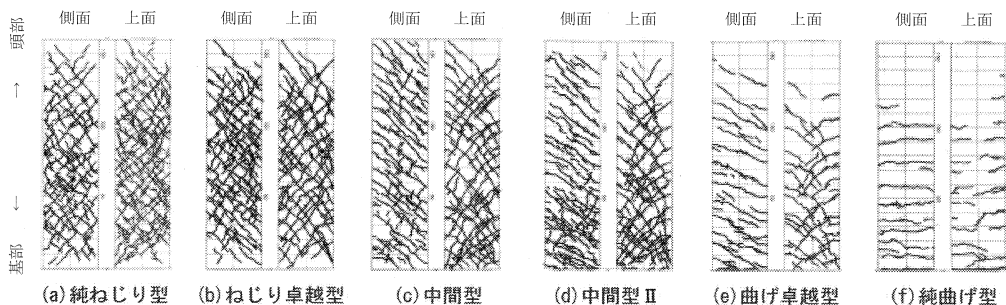 側面 上面 側面 上面 側面 上面 側面 上面 側面 上面 側面 上面
頭部
→
←
基部
(a)純ねじり型 (b)ねじり卓越型 (c)中間型 (d)中間型Ⅱ (e)曲げ卓越型 (f)純曲げ型